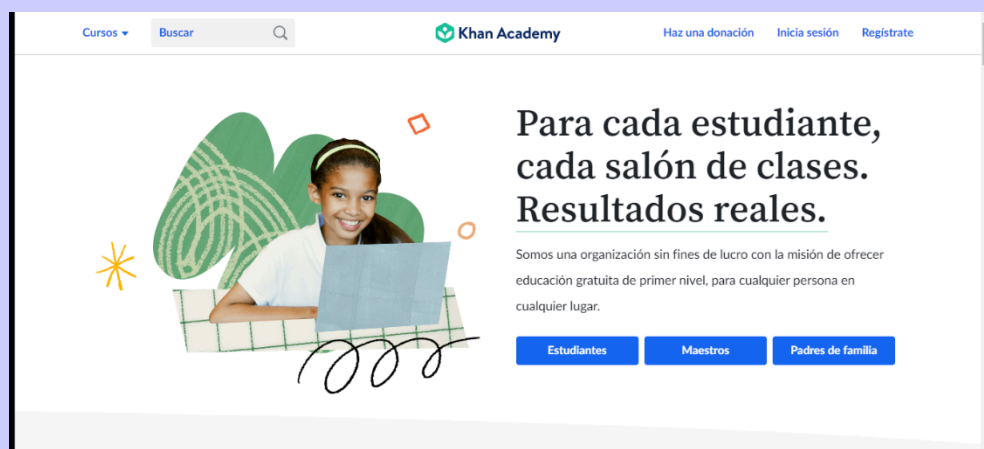 Cursos
Buscar
Khan Academy
Haz una donación
Inicia sesión
Regístrate
Para cada estudiante,
cada salón de clases.
Resultados reales.
Somos una organización sin fines de lucro con la misión de ofrecer
educación gratuita de primer nivel, para cualquier persona en
cualquier lugar.
Estudiantes
Maestros
Padres de familia